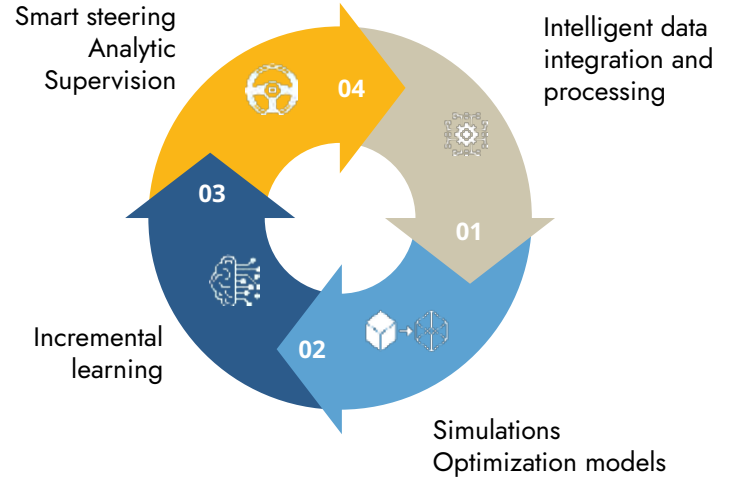 Smart steering
Analytic
Supervision
04
Intelligent data
integration and
processing
03
01
02
Incremental
learning
Simulations
Optimization models